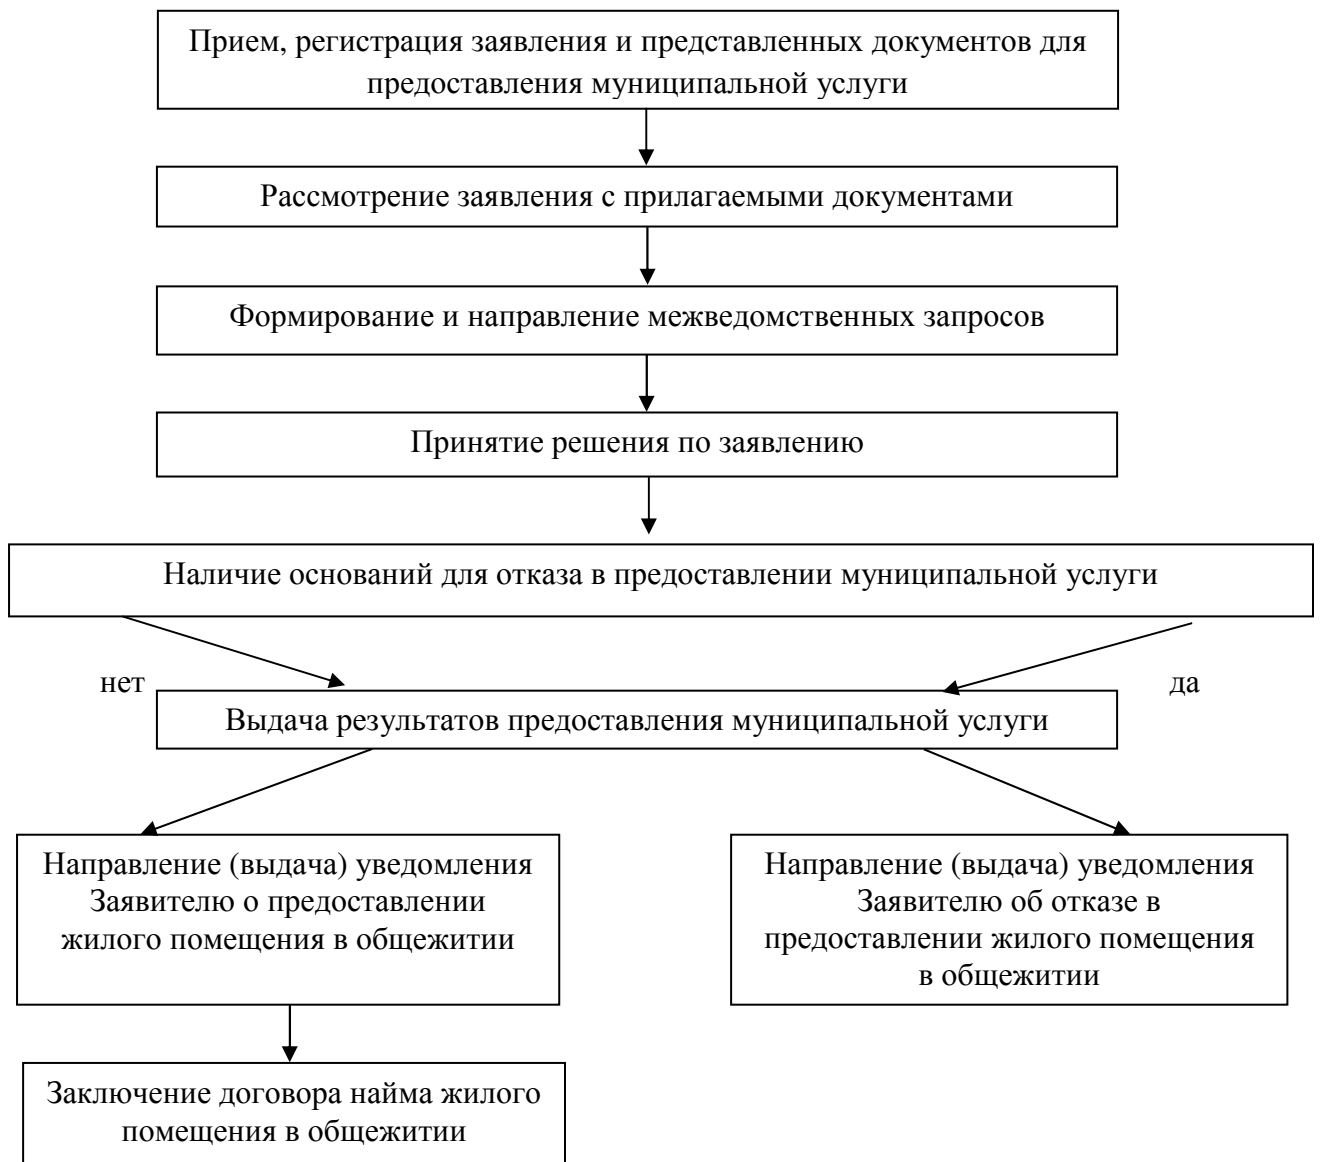 Прием, регистрация заявления и представленных документов для
предоставления муниципальной услуги
Рассмотрение заявления с прилагаемыми документами
Формирование и направление межведомственных запросов
Принятие решения по заявлению
Наличие оснований для отказа в предоставлении муниципальной услуги
нет
да
Выдача результатов предоставления муниципальной услуги
Направление (выдача) уведомления
Заявителю о предоставлении
жилого помещения в общежитии
Направление (выдача) уведомления
Заявителю об отказе в
предоставлении жилого помещения
в общежитии
Заключение договора найма жилого
помещения в общежитии